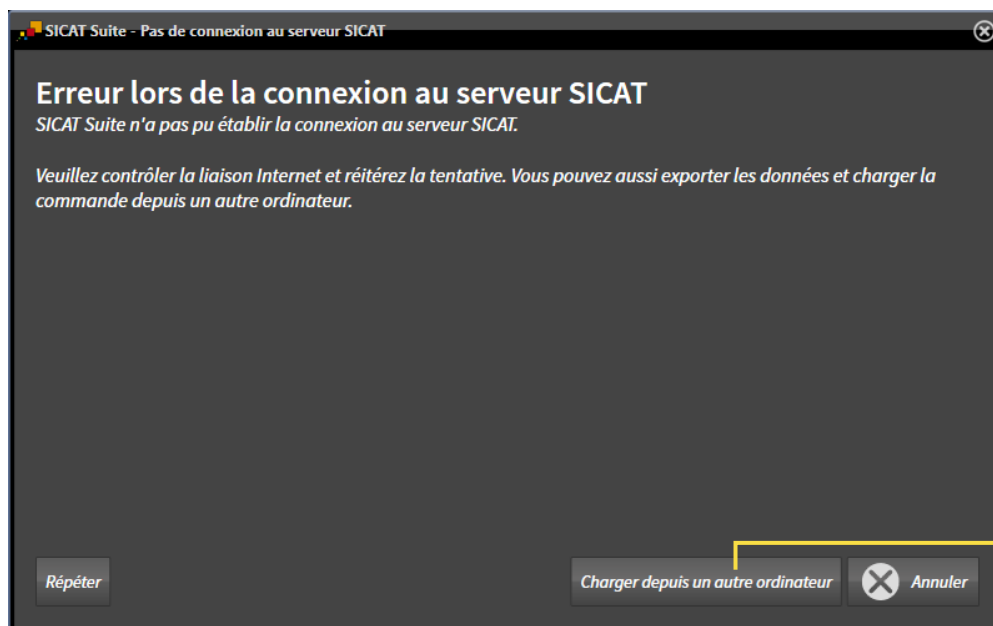 SICAT Suite - Pas de connexion au serveur SICAT
Erreur lors de la connexion au serveur SICAT
SICAT Suite n'a pas pu établir la connexion au serveur SICAT.
Veuillez contrôler la liaison Internet et réitérez la tentative. Vous pouvez aussi exporter les données et charger la
commande depuis un autre ordinateur.
Répéter
Charger depuis un autre ordinateur
Annuler